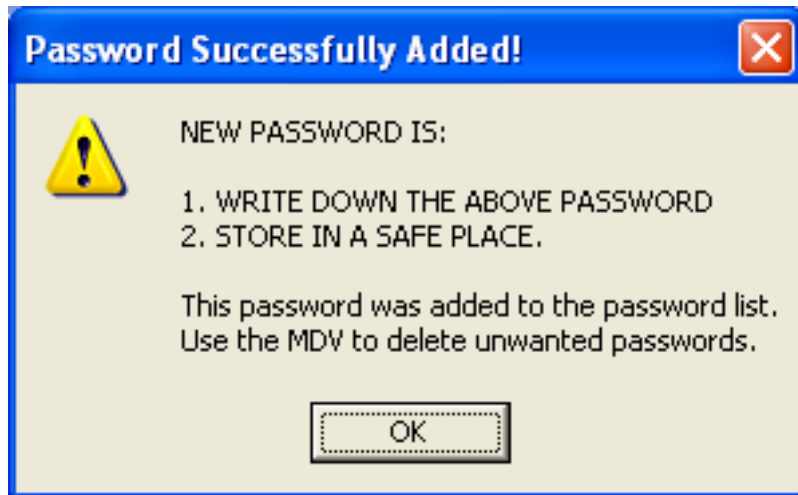 Password Successfully Added!
NEW PASSWORD IS:
1. WRITE DOWN THE ABOVE PASSWORD
2. STORE IN A SAFE PLACE.
This password was added to the password list.
Use the MDV to delete unwanted passwords.
OK